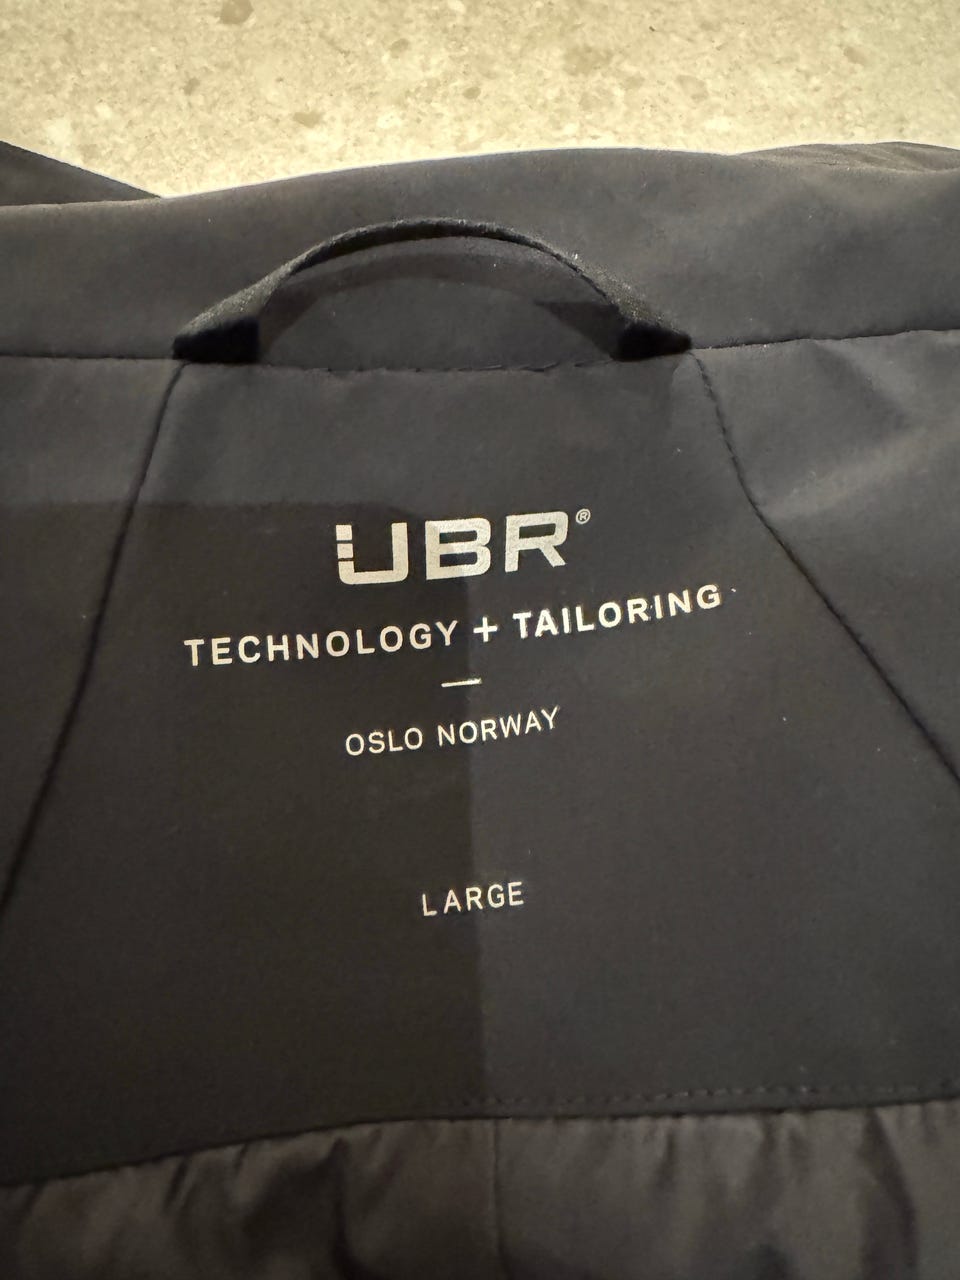 UBR®
TECHNOLOGY + TAILORING
OSLO NORWAY
LARGE